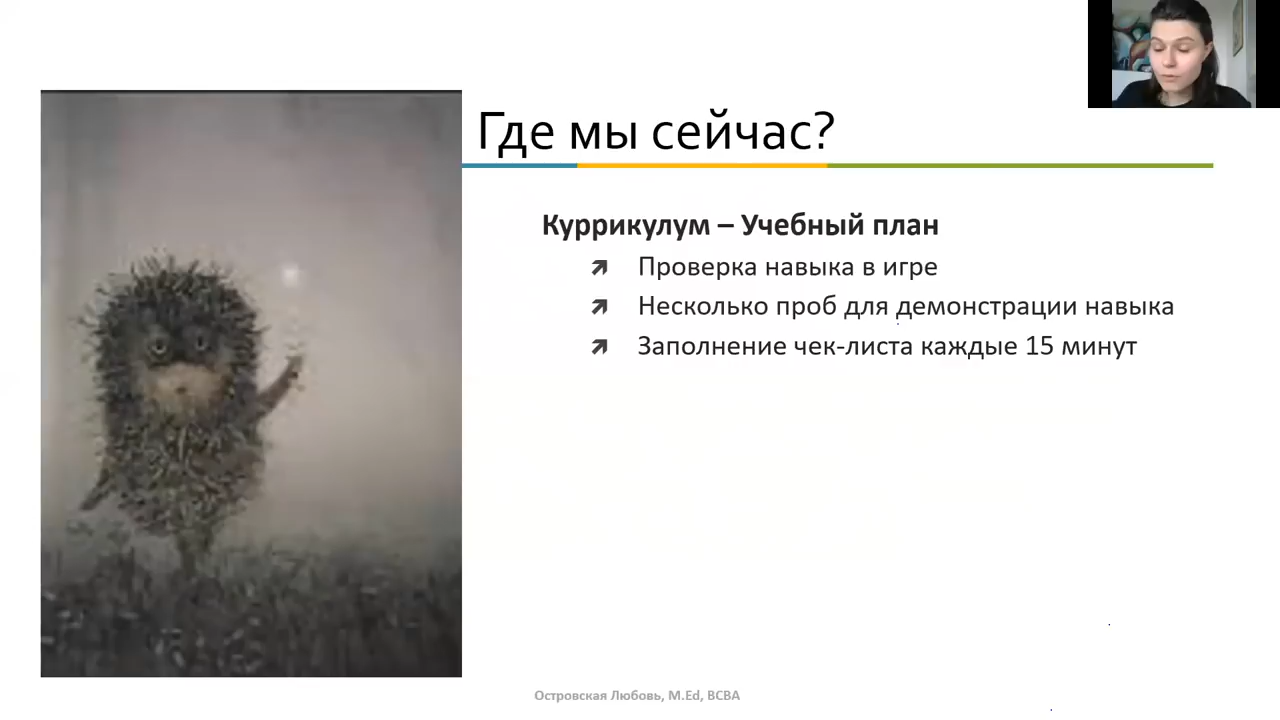 Где мы сейчас?
Куррикулум – Учебный план
Проверка навыка в игре
Несколько проб для демонстрации навыка
Заполнение чек-листа каждые 15 минут
Островская Любовь, M.Ed, BCBA